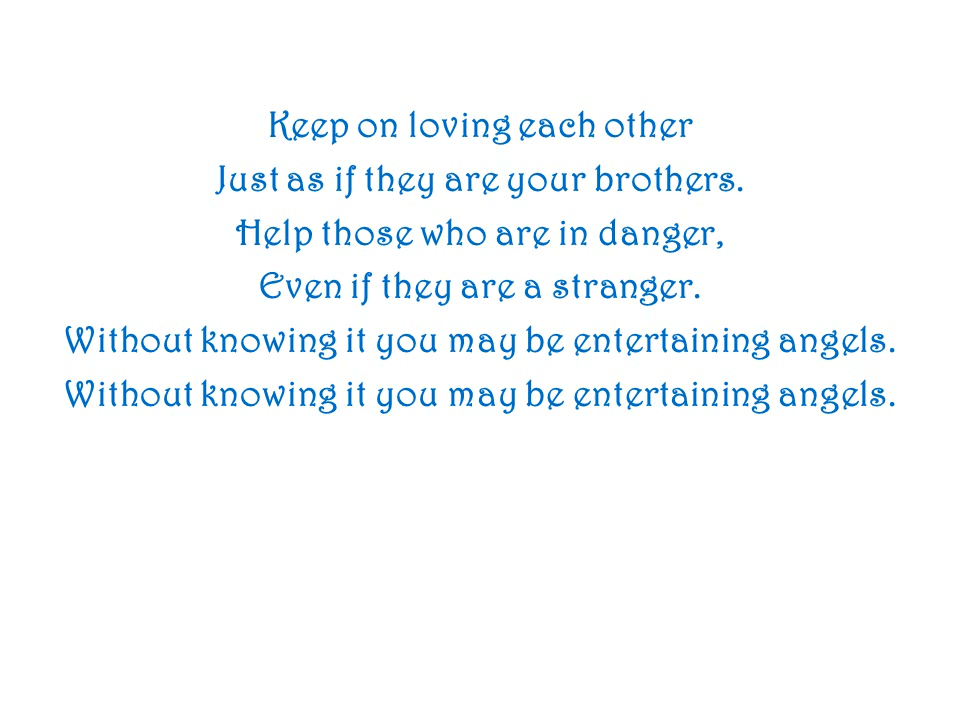 Keep on loving each other
Just as if they are your brothers.
Help those who are in danger,
Even if they are a stranger.
Without knowing it you may be entertaining angels.
Without knowing it you may be entertaining angels.